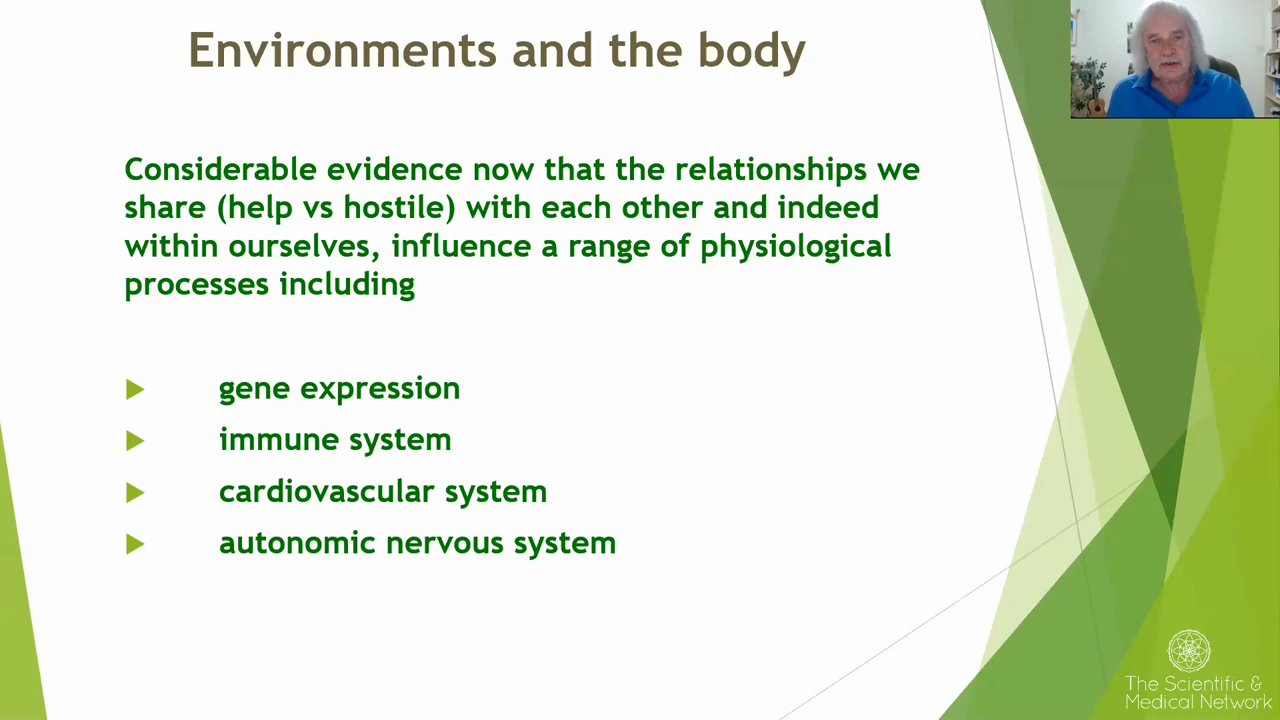 Environments and the body
Considerable evidence now that the relationships we
share (help vs hostile) with each other and indeed
within ourselves, influence a range of physiological
processes including
gene expression
immune system
cardiovascular system
autonomic nervous system
The Scientific &
Medical Network